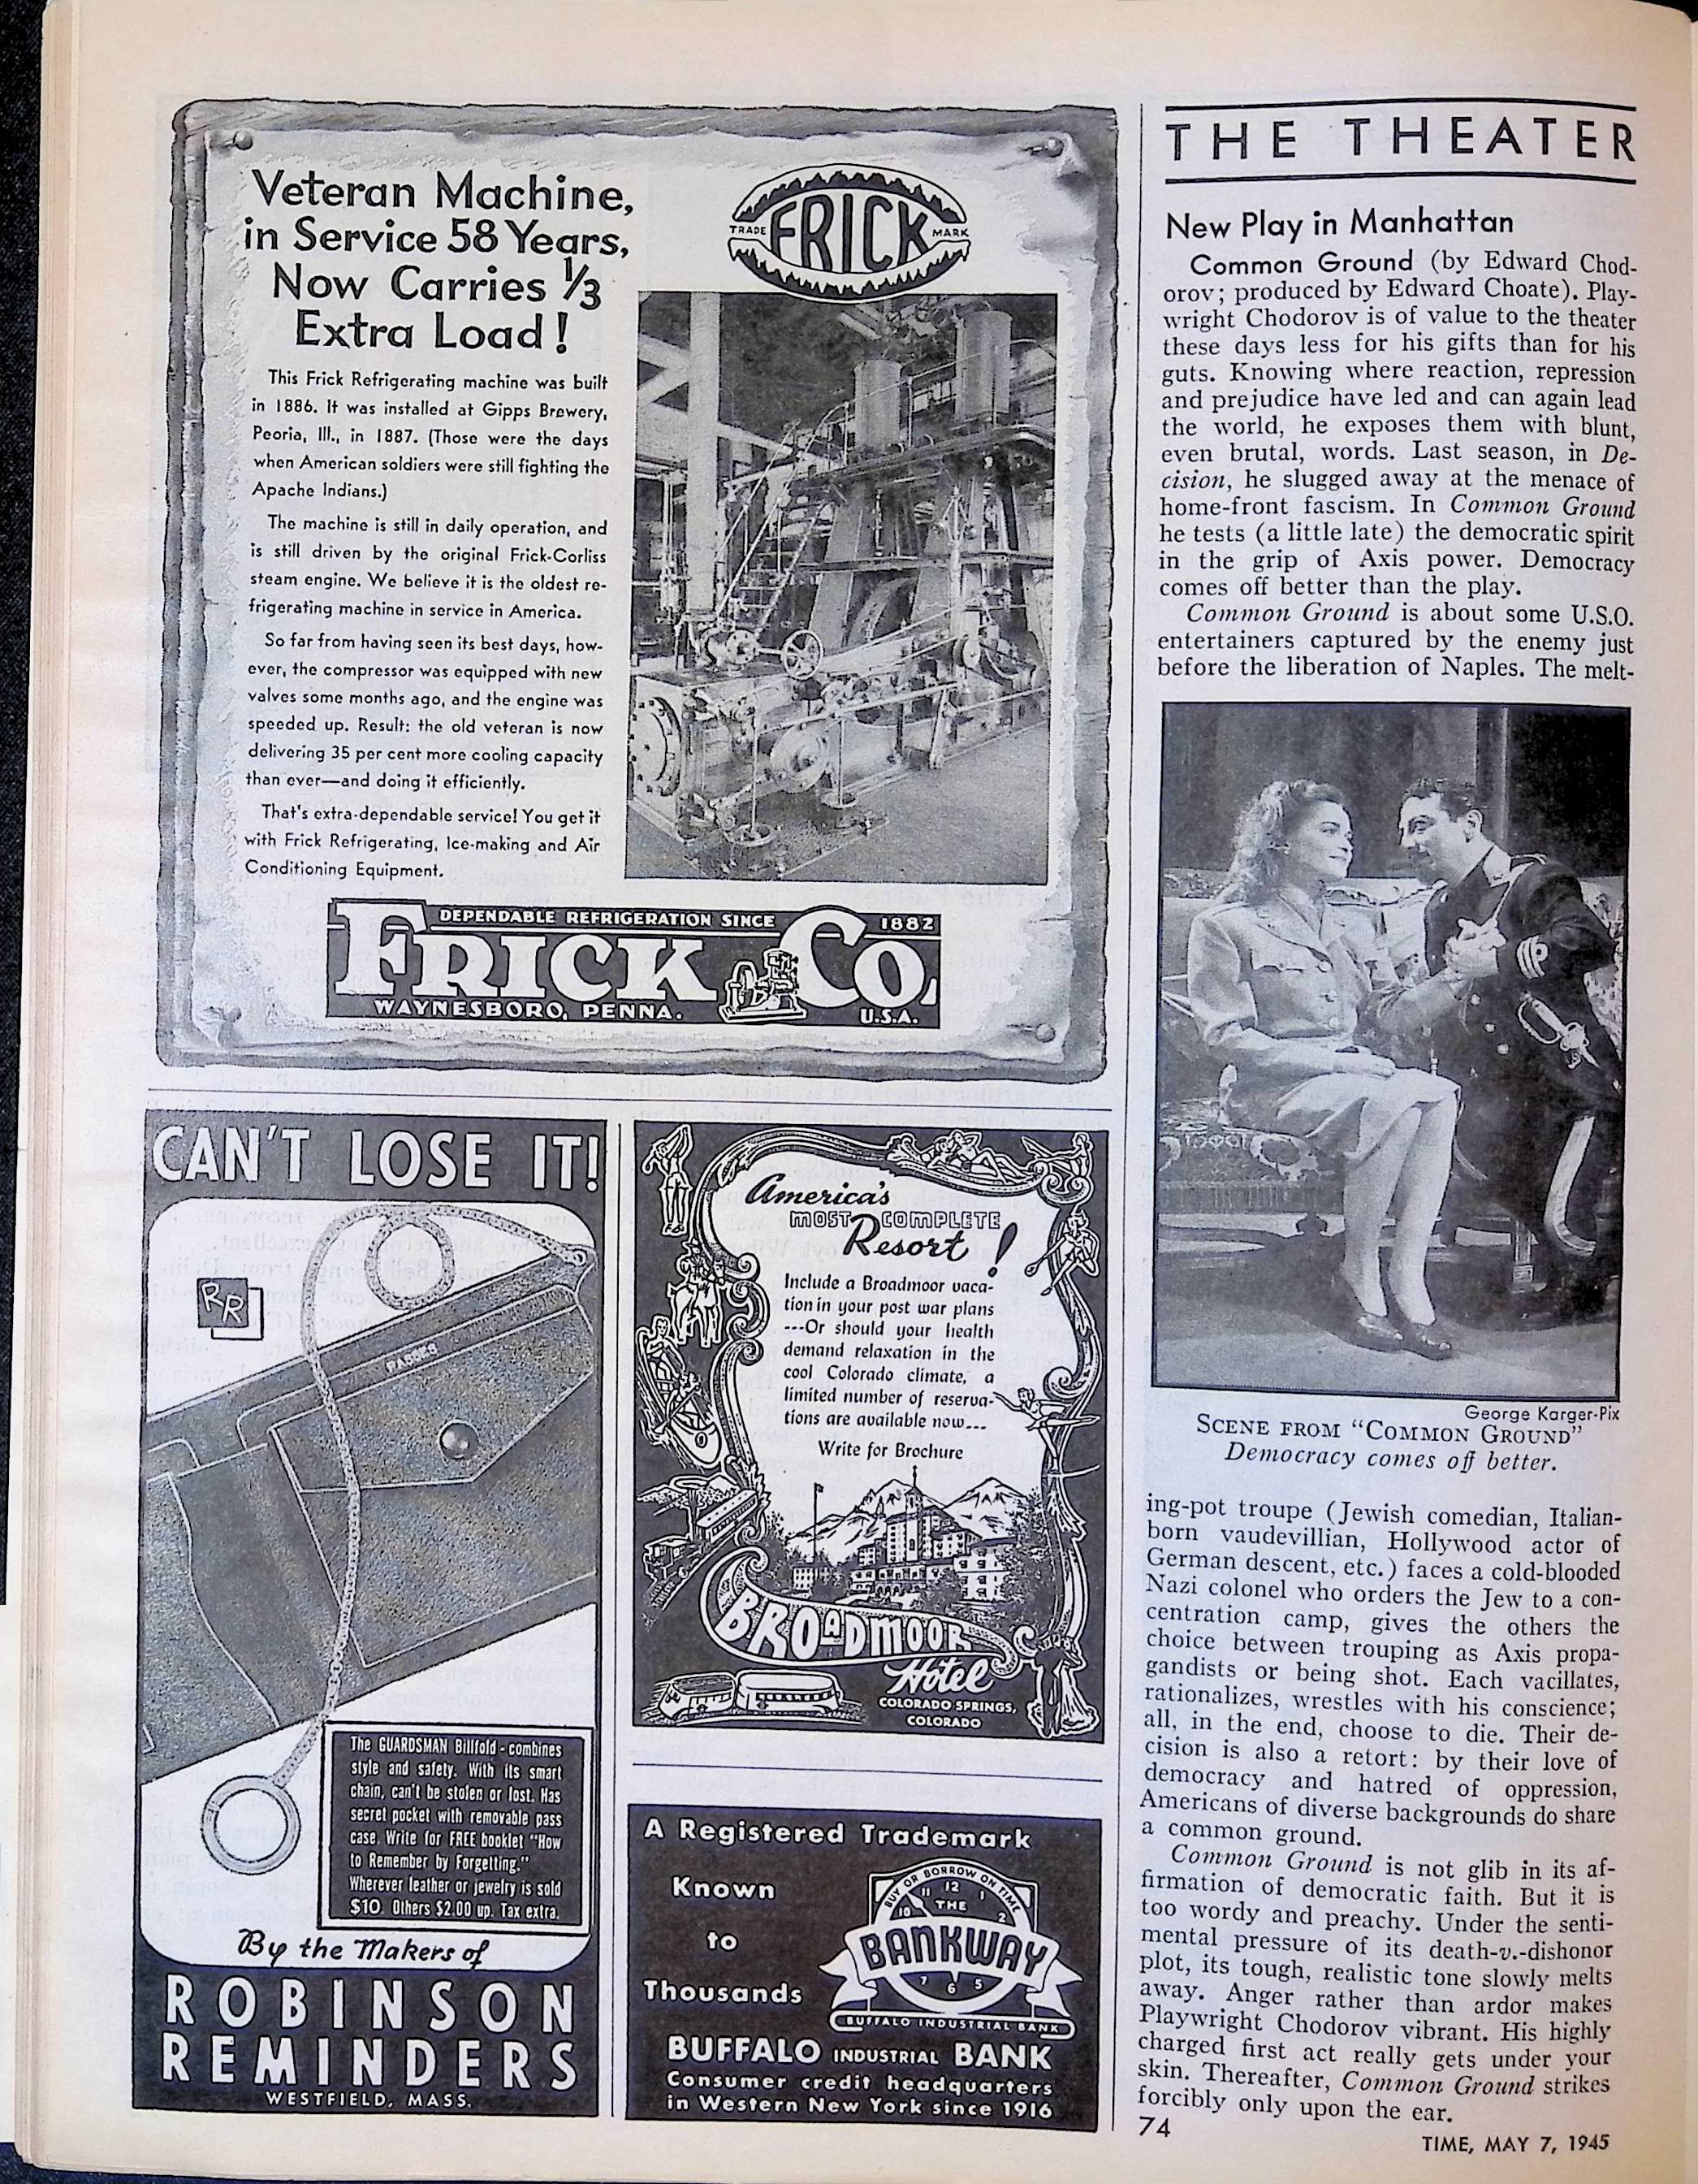 Veteran Machine,
in Service 58 Years,
Now Carries ⅓
Extra Load!
TRADE FRICK MARK
This Frick Refrigerating machine was built
in 1886. It was installed at Gipps Brewery,
Peoria, Ill., in 1887. (Those were the days
when American soldiers were still fighting the
Apache Indians.)
The machine is still in daily operation, and
is still driven by the original Frick-Corliss
steam engine. We believe it is the oldest re-
frigerating machine in service in America.
So far from having seen its best days, how-
ever, the compressor was equipped with new
valves some months ago, and the engine was
speeded up. Result: the old veteran is now
delivering 35 per cent more cooling capacity
than ever—and doing it efficiently.
That's extra-dependable service! You get it
with Frick Refrigerating, Ice-making and Air
Conditioning Equipment.
DEPENDABLE REFRIGERATION SINCE 1882
FRICK CO.
WAYNESBORO, PENNA. U.S.A.
CAN'T LOSE IT!
RR
The GUARDSMAN Billfold - combines
style and safety. With its smart
chain, can't be stolen or lost. Has
secret pocket with removable pass
case. Write for FREE booklet "How
to Remember by Forgetting."
Wherever leather or jewelry is sold
$10. Others $2.00 up. Tax extra.
By the Makers of
ROBINSON
REMINDERS
WESTFIELD, MASS.
America's
MOST COMPLETE
Resort!
Include a Broadmoor vaca-
tion in your post war plans
---Or should your health
demand relaxation in the
cool Colorado climate, a
limited number of reserva-
tions are available now---
Write for Brochure
BROADMOOR
Hotel
COLORADO SPRINGS,
COLORADO
A Registered Trademark
Known
to
Thousands
BUY OR BORROW ON TIME
10 11 12 1 2
THE
BANKWAY
7 6 5
BUFFALO INDUSTRIAL BANK
BUFFALO INDUSTRIAL BANK
Consumer credit headquarters
in Western New York since 1916
THE THEATER
New Play in Manhattan
Common Ground (by Edward Chod-
orov; produced by Edward Choate). Play-
wright Chodorov is of value to the theater
these days less for his gifts than for his
guts. Knowing where reaction, repression
and prejudice have led and can again lead
the world, he exposes them with blunt,
even brutal, words. Last season, in De-
cision, he slugged away at the menace of
home-front fascism. In Common Ground
he tests (a little late) the democratic spirit
in the grip of Axis power. Democracy
comes off better than the play.
Common Ground is about some U.S.O.
entertainers captured by the enemy just
before the liberation of Naples. The melt-
George Karger-Pix
SCENE FROM "COMMON GROUND"
Democracy comes off better.
ing-pot troupe (Jewish comedian, Italian-
born vaudevillian, Hollywood actor of
German descent, etc.) faces a cold-blooded
Nazi colonel who orders the Jew to a con-
centration camp, gives the others the
choice between trouping as Axis propa-
gandists or being shot. Each vacillates,
rationalizes, wrestles with his conscience;
all, in the end, choose to die. Their de-
cision is also a retort: by their love of
democracy and hatred of oppression,
Americans of diverse backgrounds do share
a common ground.
Common Ground is not glib in its af-
firmation of democratic faith. But it is
too wordy and preachy. Under the senti-
mental pressure of its death-v.-dishonor
plot, its tough, realistic tone slowly melts
away. Anger rather than ardor makes
Playwright Chodorov vibrant. His highly
charged first act really gets under your
skin. Thereafter, Common Ground strikes
forcibly only upon the ear.
74
TIME, MAY 7, 1945